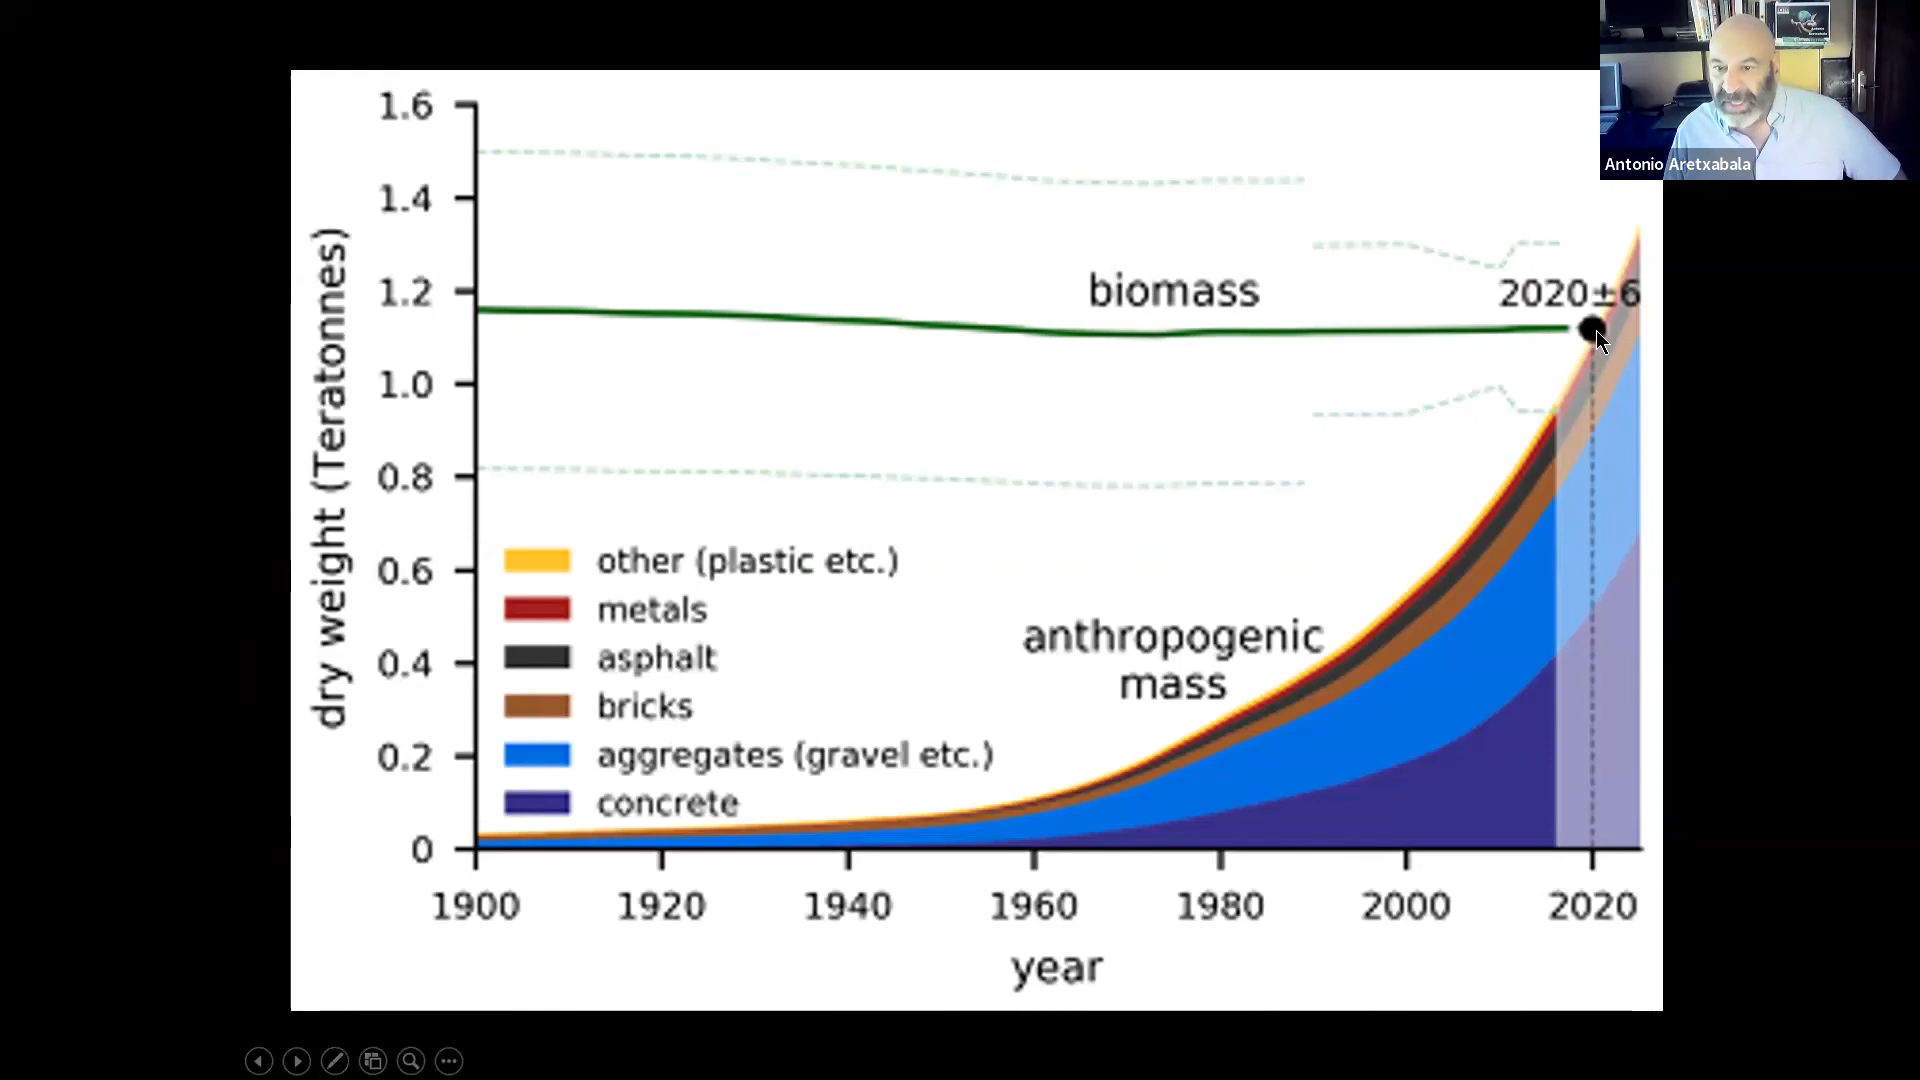 Antonio Aretxabala
1.6
1.4
1.2
1.0
0.8
0.6
0.4
0.2
0
dry weight (Teratonnes)
biomass
2020±6
other (plastic etc.)
metals
asphalt
bricks
aggregates (gravel etc.)
concrete
anthropogenic
mass
1900 1920 1940 1960 1980 2000 2020
year